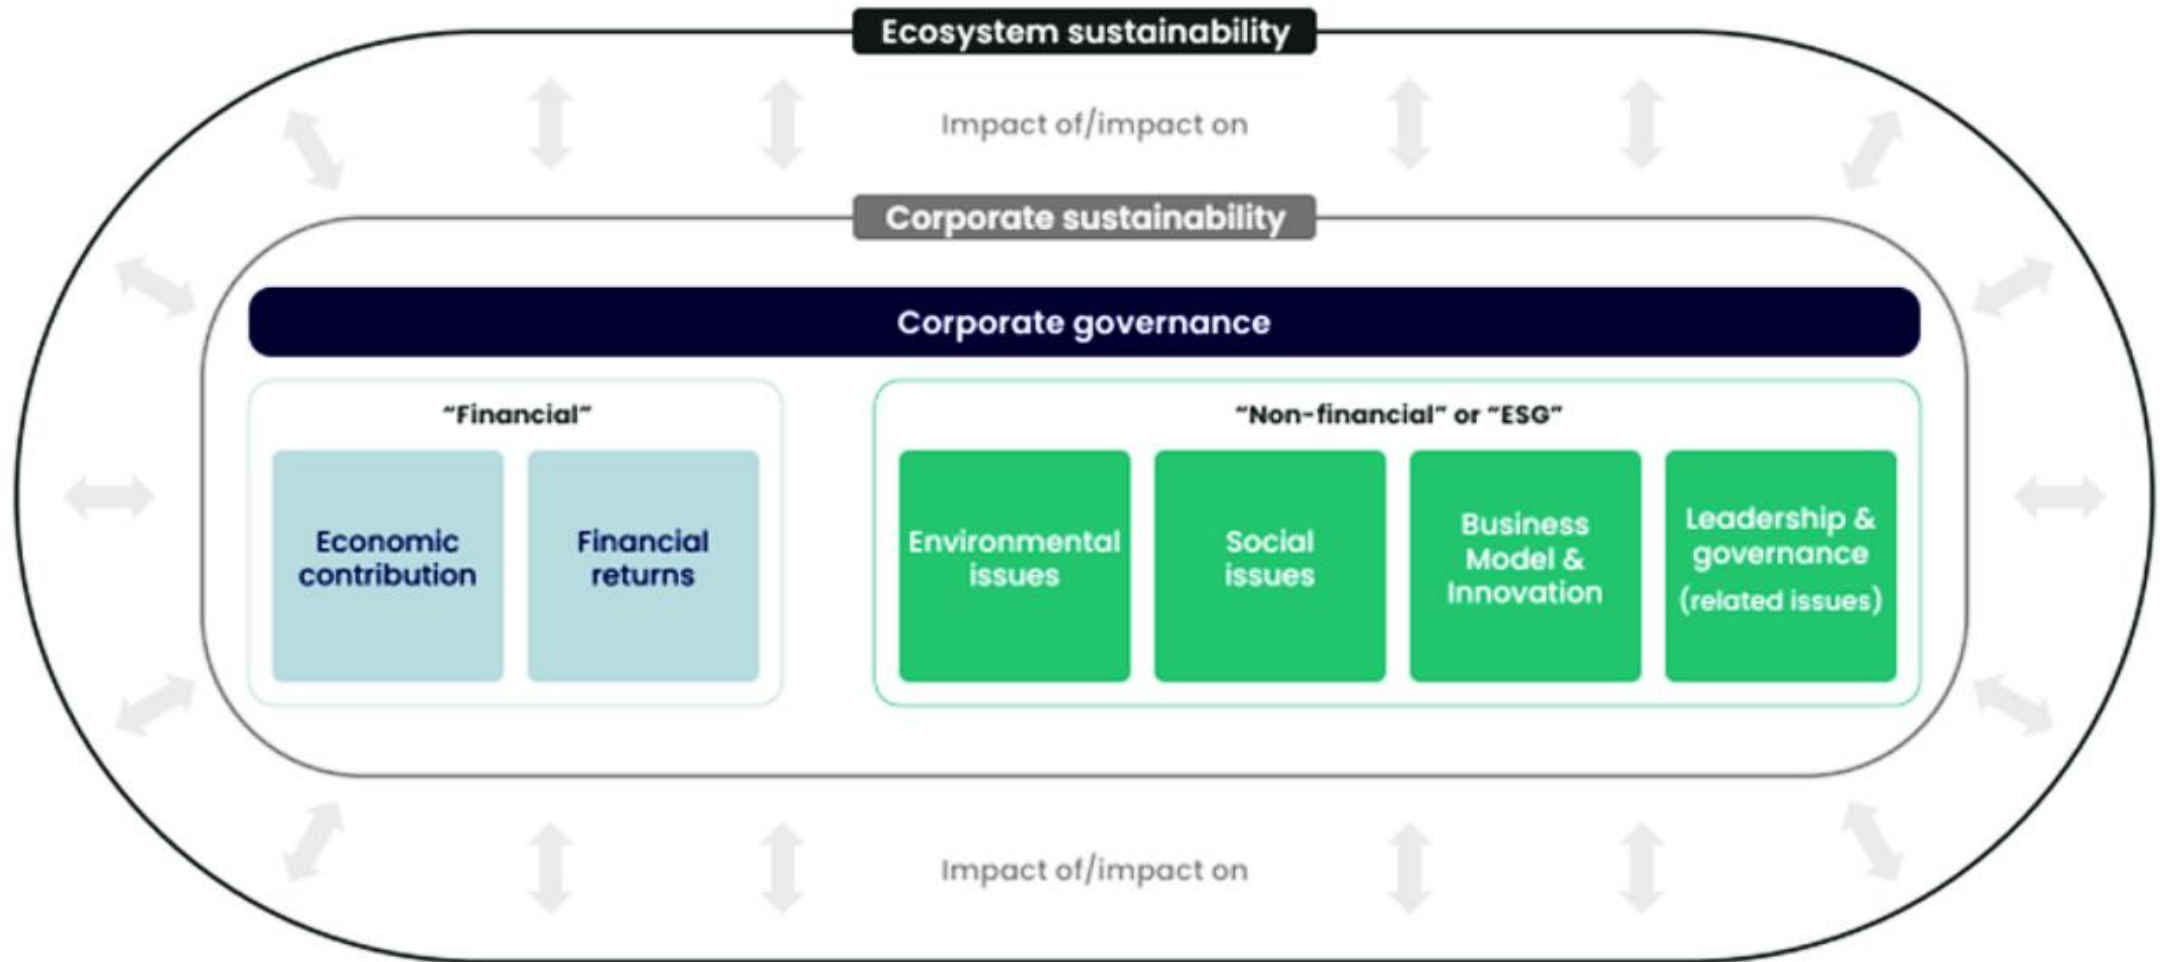 Ecosystem sustainability
Impact of/impact on
Corporate sustainability
Corporate governance
“Financial”
Economic
contribution
Financial
returns
“Non-financial” or “ESG”
Environmental
issues
Social
issues
Business
Model &
Innovation
Leadership &
governance
(related issues)
Impact of/impact on